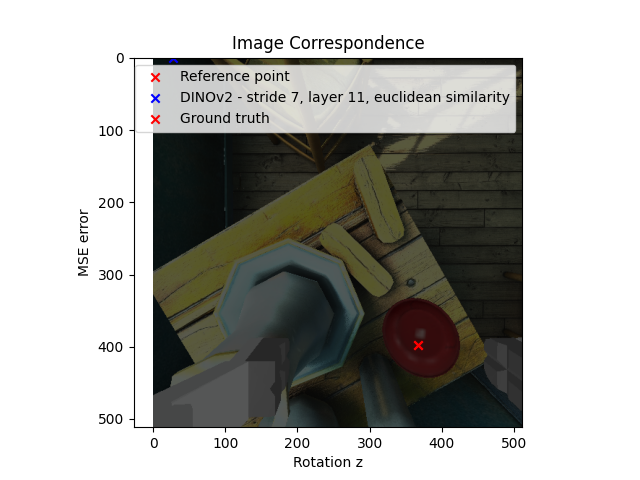 Image Correspondence
Reference point
DINOv2 - stride 7, layer 11, euclidean similarity
Ground truth
0
100
200
300
400
500
MSE error
0
100
200
300
400
500
Rotation z